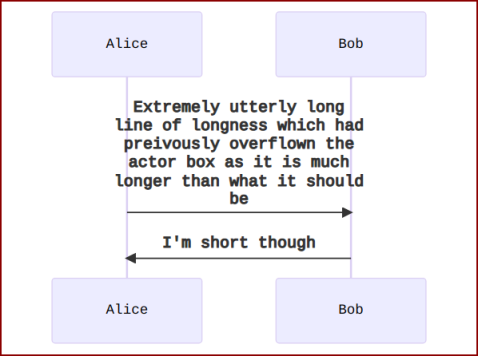 Alice
Bob
Extremely utterly long
line of longness which had
preivously overflown the
actor box as it is much
longer than what it should
be
I'm short though
Alice
Bob